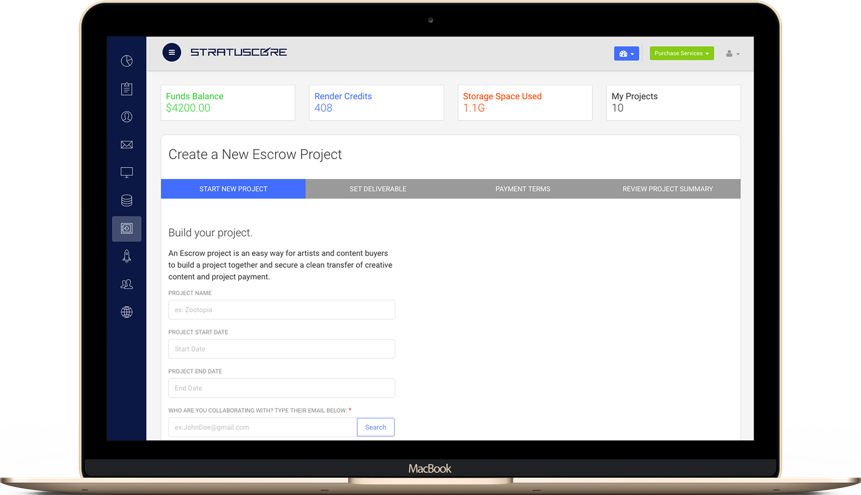 STRATUSCORE
Purchase Services
Funds Balance
$4200.00
Render Credits
408
Storage Space Used
1.1G
My Projects
10
Create a New Escrow Project
START NEW PROJECT
SET DELIVERABLE
PAYMENT TERMS
REVIEW PROJECT SUMMARY
Build your project.
An Escrow project is an easy way for artists and content buyers
to build a project together and secure a clean transfer of creative
content and project payment.
PROJECT NAME
ex: Zootopia
PROJECT START DATE
Start Date
PROJECT END DATE
End Date
WHO ARE YOU COLLABORATING WITH? TYPE THEIR EMAIL BELOW. *
ex:JohnDoe@gmail.com
Search
MacBook